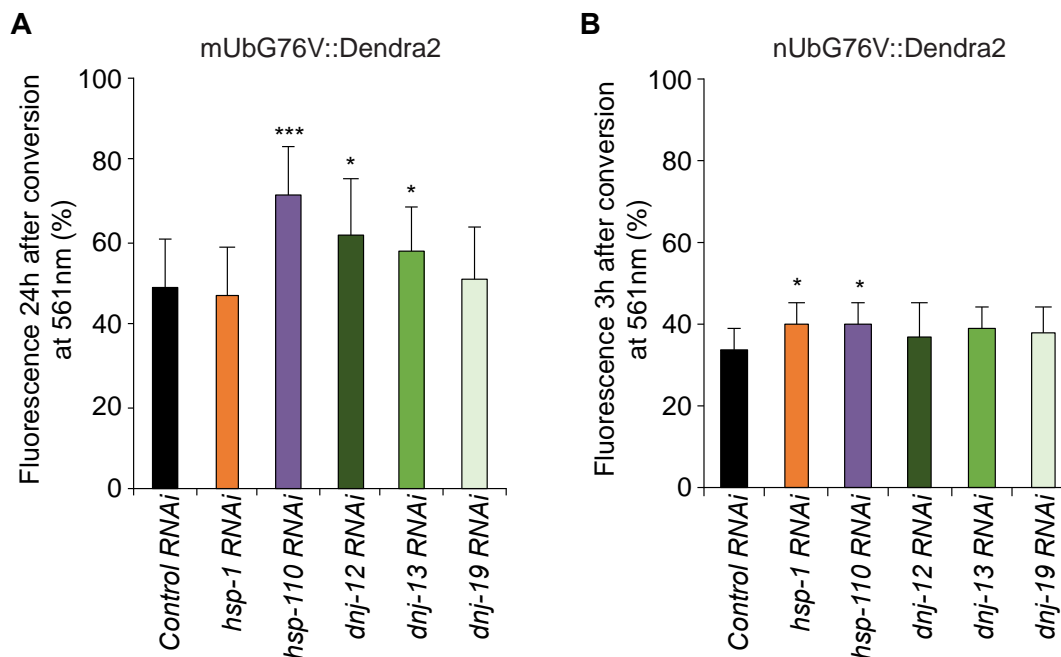 A
mUbG76V::Dendra2
Fluorescence 24h after conversion
at 561nm (%)
100
80
60
40
20
0
***
*
*
Control RNAi
hsp-1 RNAi
hsp-110 RNAi
dnj-12 RNAi
dnj-13 RNAi
dnj-19 RNAi
B
nUbG76V::Dendra2
Fluorescence 3h after conversion
at 561nm (%)
100
80
60
40
20
0
*
*
Control RNAi
hsp-1 RNAi
hsp-110 RNAi
dnj-12 RNAi
dnj-13 RNAi
dnj-19 RNAi